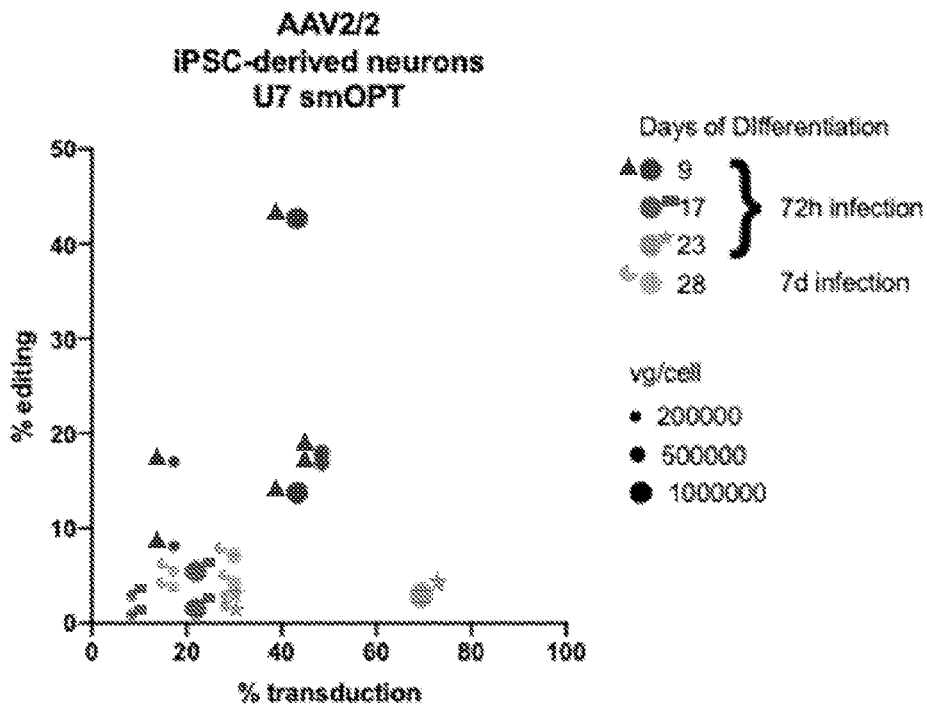 AAV2/2
iPSC-derived neurons
U7 smOPT
Days of Differentiation
9
17
72h infection
23
28
7d infection
vg/cell
200000
500000
1000000
% editing
50
40
30
20
10
0
0 20 40 60 80 100
% transduction